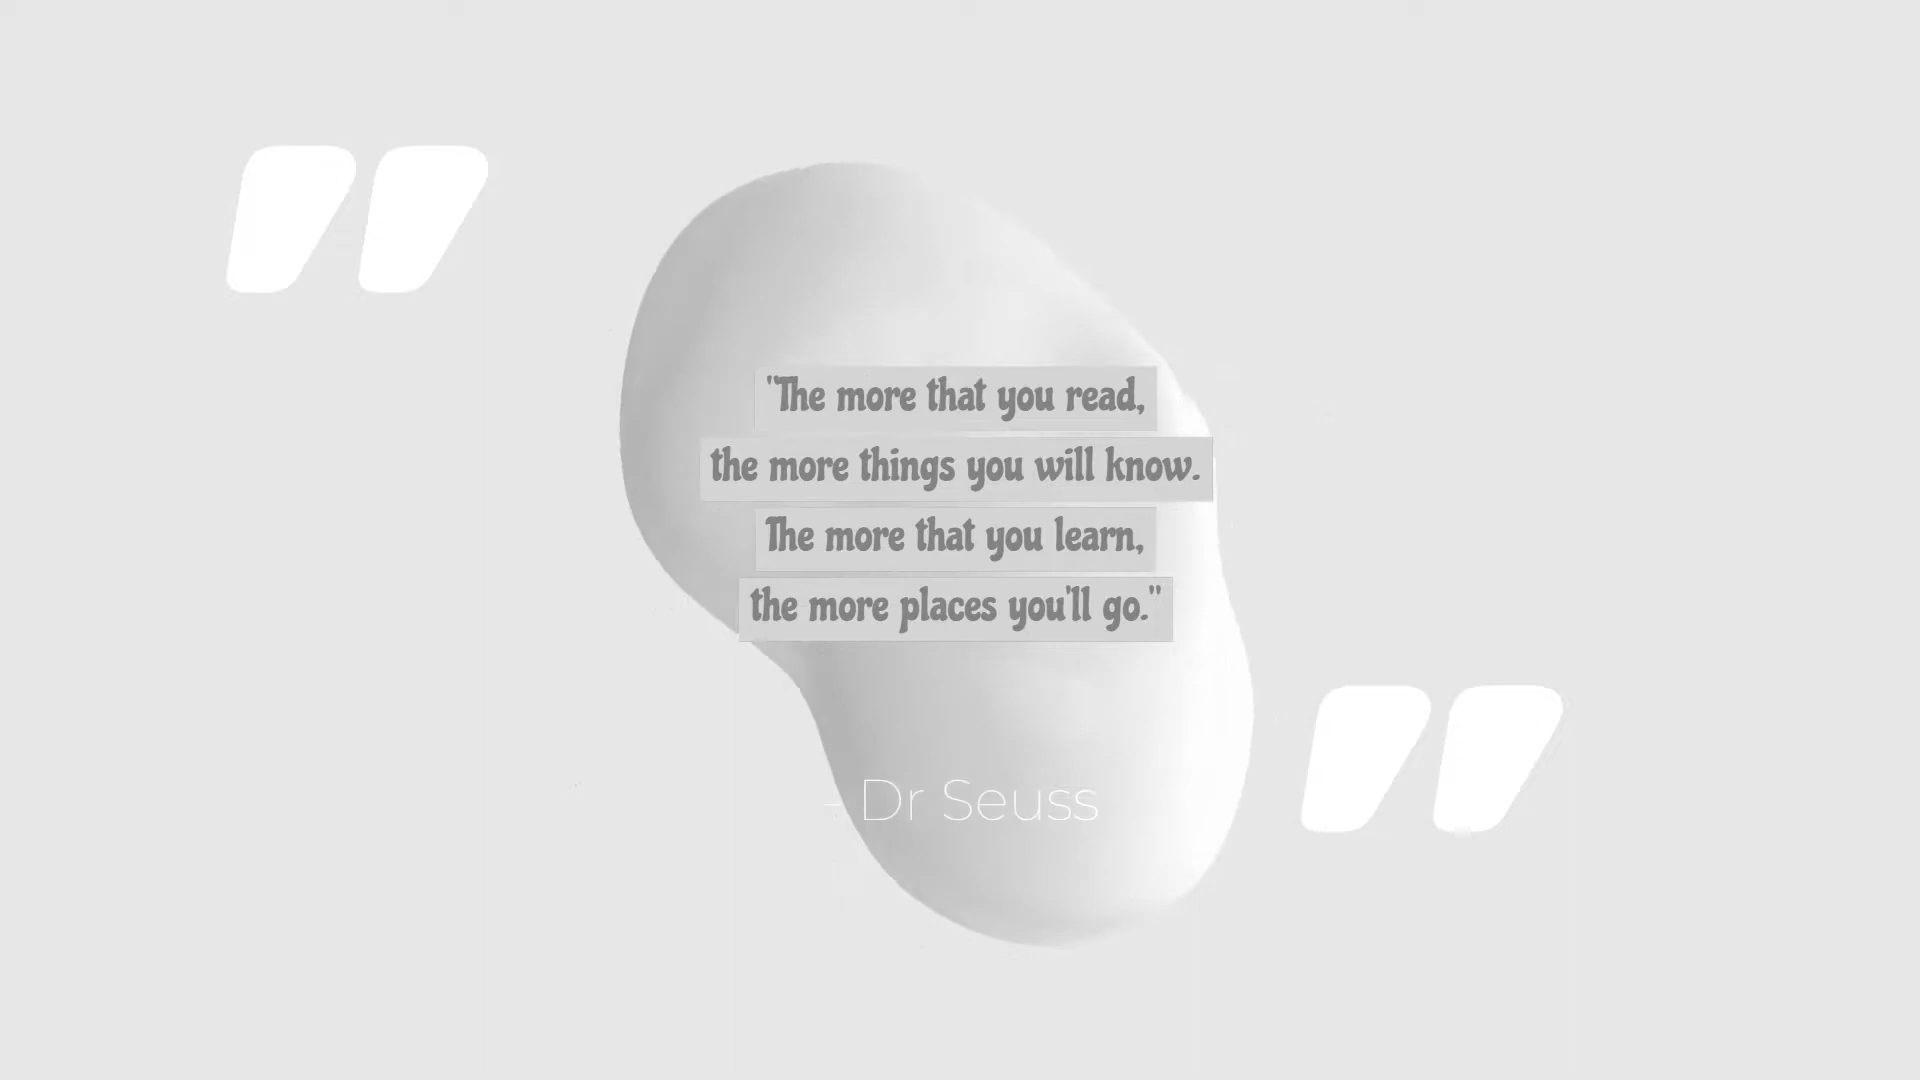 "The more that you read,
the more things you will know.
The more that you learn,
the more places you'll go."
- Dr Seuss